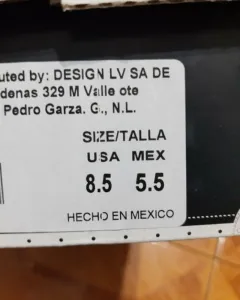 uted by: DESIGN LV SA DE
denas 329 M Valle ote
Pedro Garza. G., N.L.
SIZE/TALLA
USA MEX
8.5 5.5
HECHO EN MEXICO